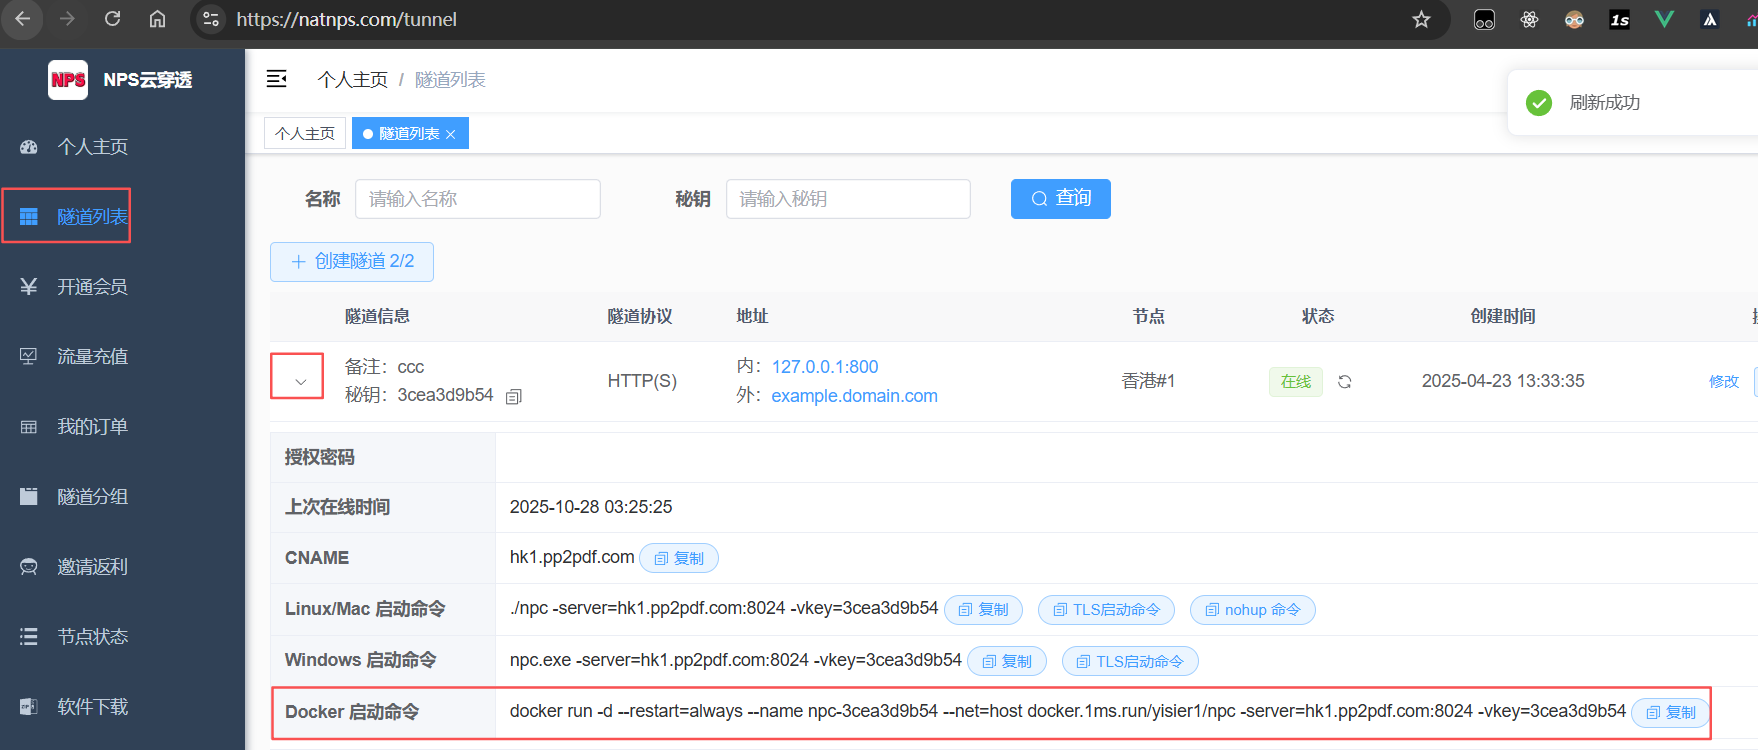 https://natnps.com/tunnel
1s
NPS
NPS云穿透
个人主页 / 隧道列表
刷新成功
个人主页
隧道列表
个人主页
隧道列表
开通会员
流量充值
我的订单
隧道分组
邀请返利
节点状态
软件下载
名称
请输入名称
秘钥
请输入秘钥
查询
创建隧道 2/2
隧道信息
隧道协议
地址
节点
状态
创建时间
备注：ccc
秘钥：3cea3d9b54
HTTP(S)
内：127.0.0.1:800
外：example.domain.com
香港#1
在线
2025-04-23 13:33:35
修改
授权密码
上次在线时间
2025-10-28 03:25:25
CNAME
hk1.pp2pdf.com
复制
Linux/Mac 启动命令
./npc -server=hk1.pp2pdf.com:8024 -vkey=3cea3d9b54
复制
TLS启动命令
nohup 命令
Windows 启动命令
npc.exe -server=hk1.pp2pdf.com:8024 -vkey=3cea3d9b54
复制
TLS启动命令
Docker 启动命令
docker run -d --restart=always --name npc-3cea3d9b54 --net=host docker.1ms.run/yisier1/npc -server=hk1.pp2pdf.com:8024 -vkey=3cea3d9b54
复制